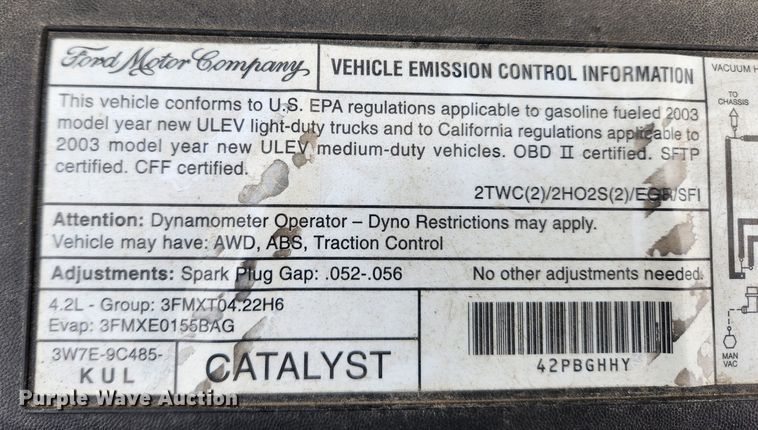 Ford Motor Company
VEHICLE EMISSION CONTROL INFORMATION
VACUUM H
TO
CHASSIS
This vehicle conforms to U.S. EPA regulations applicable to gasoline fueled 2003
model year new ULEV light-duty trucks and to California regulations applicable to
2003 model year new ULEV medium-duty vehicles. OBD II certified. SFTP
certified. CFF certified.
2TWC(2)/2HO2S(2)/EGR/SFI
Attention: Dynamometer Operator – Dyno Restrictions may apply.
Vehicle may have: AWD, ABS, Traction Control
Adjustments: Spark Plug Gap: .052-.056 No other adjustments needed.
4.2L - Group: 3FMXT04.22H6
Evap: 3FMXE0155BAG
3W7E-9C485-
KUL
CATALYST
42PBGHHY
MAN
VAC
Purple Wave Auction